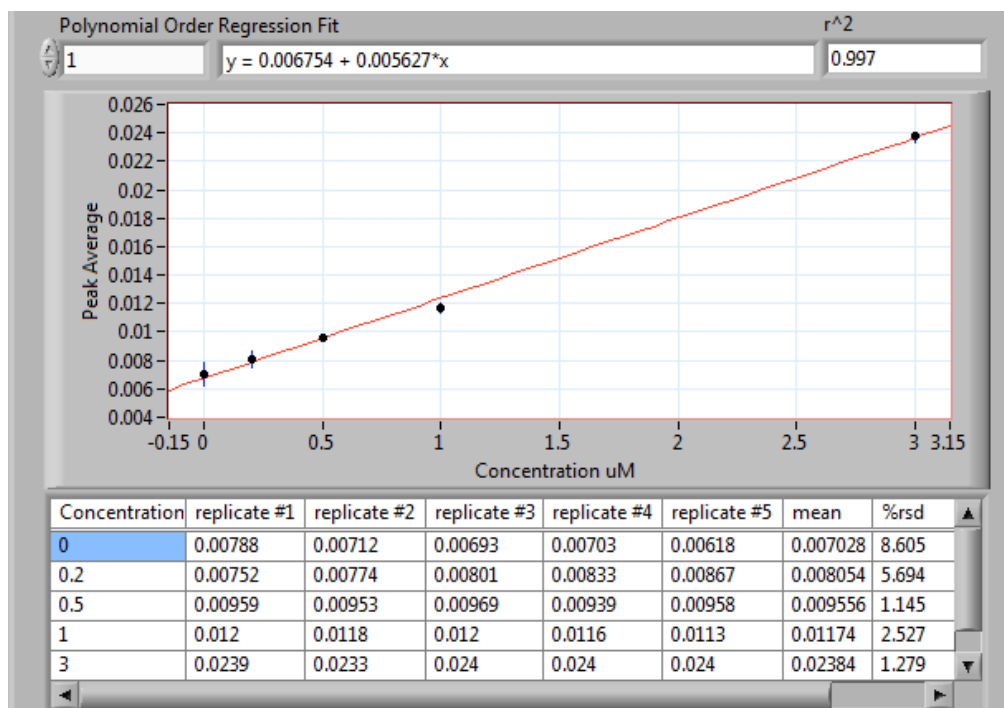 Polynomial Order Regression Fit r^2
1 y = 0.006754 + 0.005627*x 0.997
0.026
0.024
0.022
0.02
0.018
0.016
0.014
0.012
0.01
0.008
0.006
0.004
Peak Average
-0.15 0 0.5 1 1.5 2 2.5 3 3.15
Concentration uM
Concentration replicate #1 replicate #2 replicate #3 replicate #4 replicate #5 mean %rsd
0 0.00788 0.00712 0.00693 0.00703 0.00618 0.007028 8.605
0.2 0.00752 0.00774 0.00801 0.00833 0.00867 0.008054 5.694
0.5 0.00959 0.00953 0.00969 0.00939 0.00958 0.009556 1.145
1 0.012 0.0118 0.012 0.0116 0.0113 0.01174 2.527
3 0.0239 0.0233 0.024 0.024 0.024 0.02384 1.279